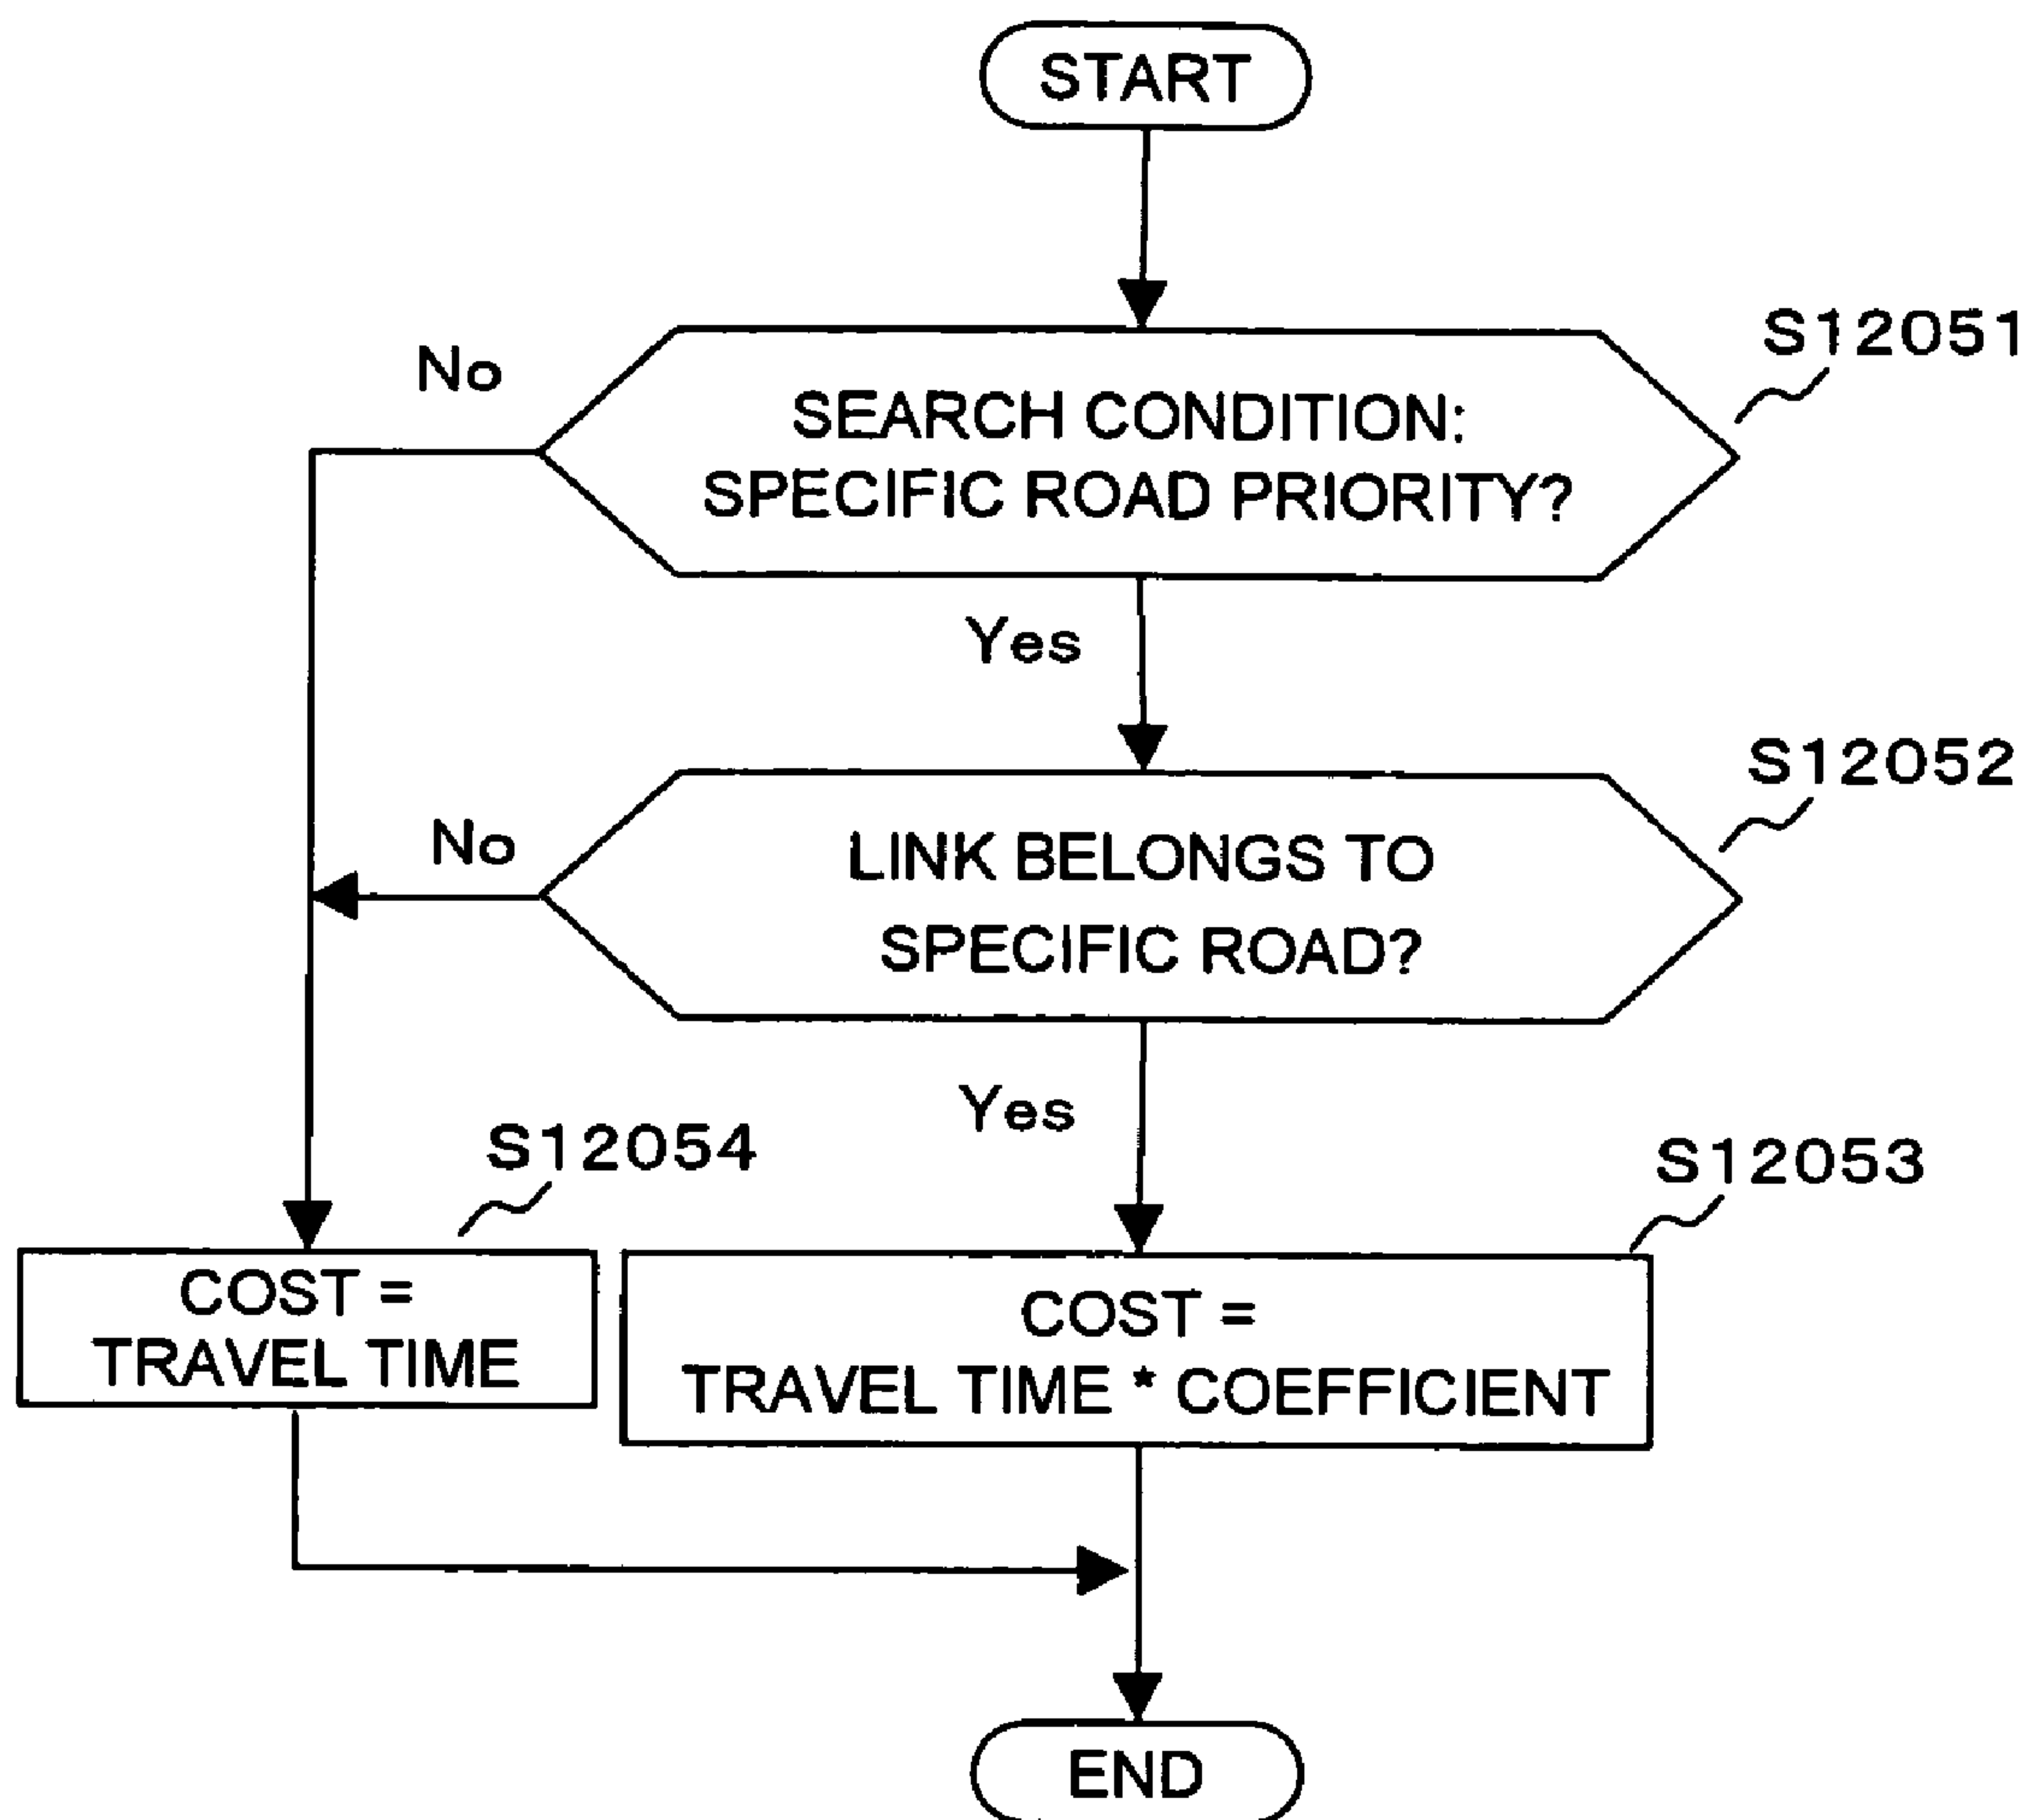 START
S12051
No
SEARCH CONDITION:
SPECIFIC ROAD PRIORITY?
Yes
S12052
No
LINK BELONGS TO
SPECIFIC ROAD?
Yes
S12054
S12053
COST =
TRAVEL TIME
COST =
TRAVEL TIME * COEFFICIENT
END